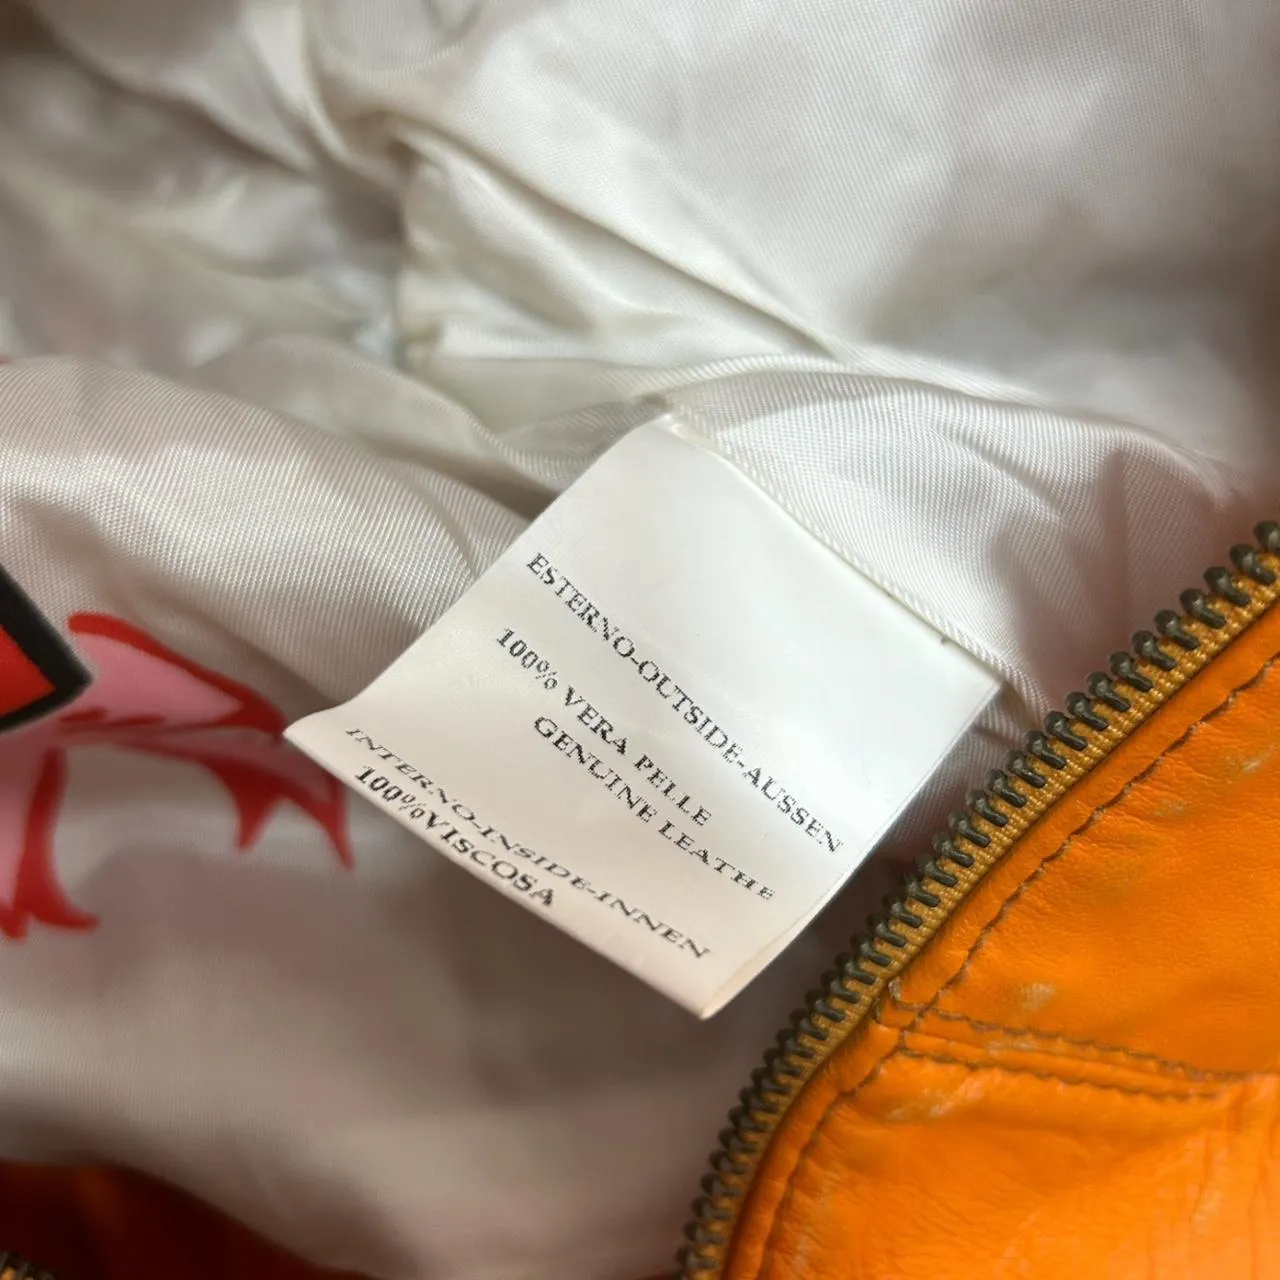 ESTERNO-OUTSIDE-AUSSEN
100% VERA PELLE
GENUINE LEATHE
INTERNO-INSIDE-INNEN
100%VISCOSA